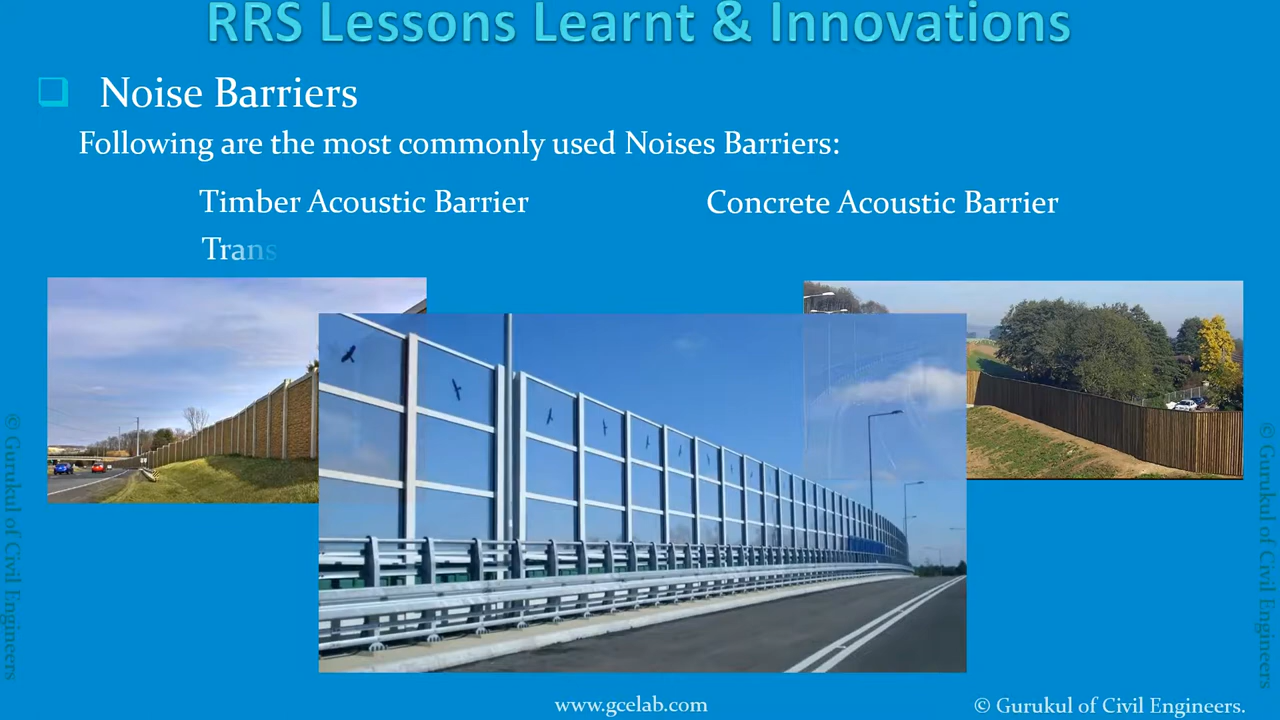 RRS Lessons Learnt & Innovations
Noise Barriers
Following are the most commonly used Noises Barriers:
Timber Acoustic Barrier
Concrete Acoustic Barrier
Trans
© Gurukul of Civil Engineers
© Gurukul of Civil Engineers
www.gcelab.com
© Gurukul of Civil Engineers.